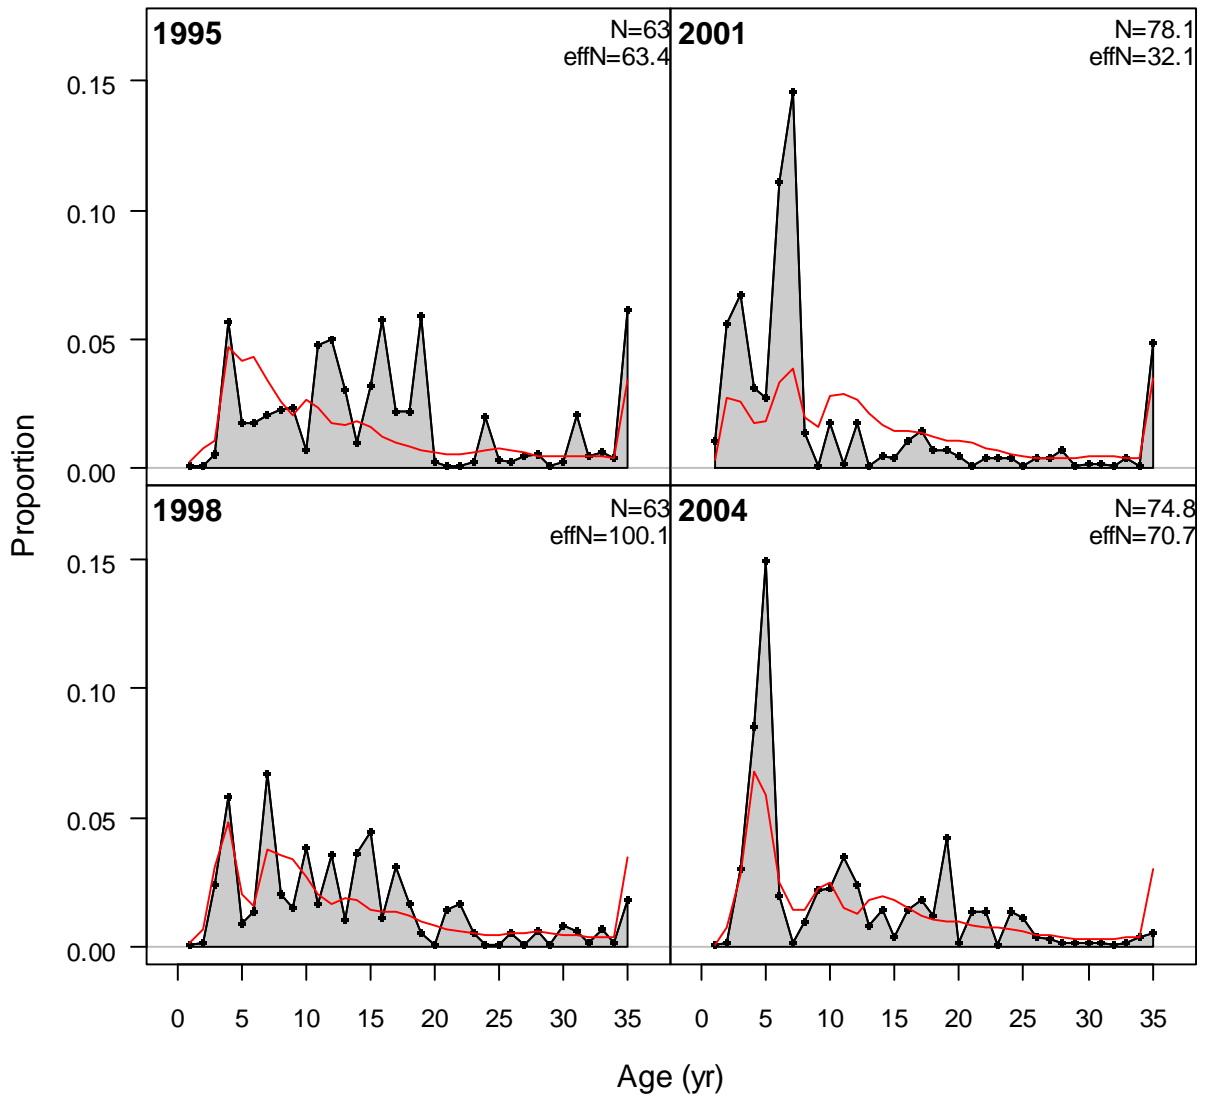 1995
N=63
effN=63.4
2001
N=78.1
effN=32.1
0.15
0.10
0.05
0.00
1998
N=63
effN=100.1
2004
N=74.8
effN=70.7
0.15
0.10
0.05
0.00
Proportion
0 5 10 15 20 25 30 35
0 5 10 15 20 25 30 35
Age (yr)